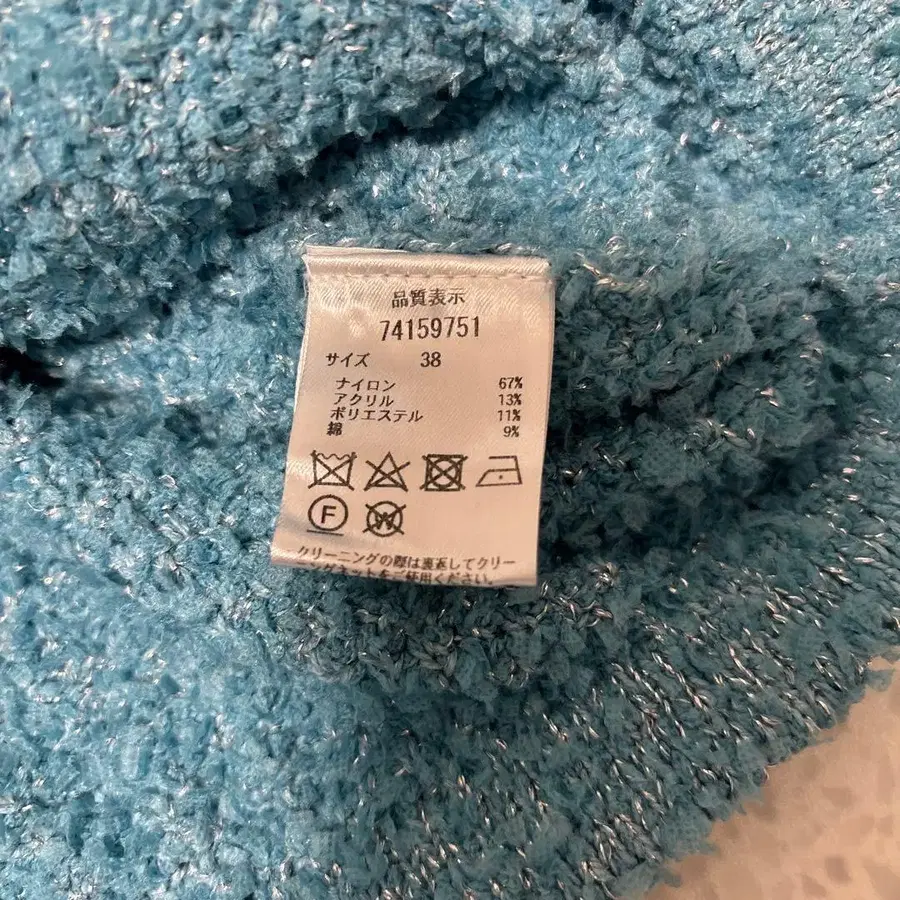 品質表示
74159751
サイズ 38
ナイロン 67%
アクリル 13%
ポリエステル 11%
綿 9%
F W
クリーニングの際は裏返してクリー
ニングネットをご使用ください。